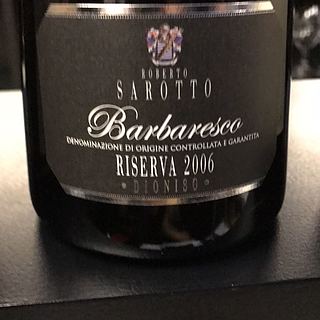 ROBERTO
SAROTTO
Barbaresco
DENOMINAZIONE DI ORIGINE CONTROLLATA E GARANTITA
RISERVA 2006
• DIONISO •